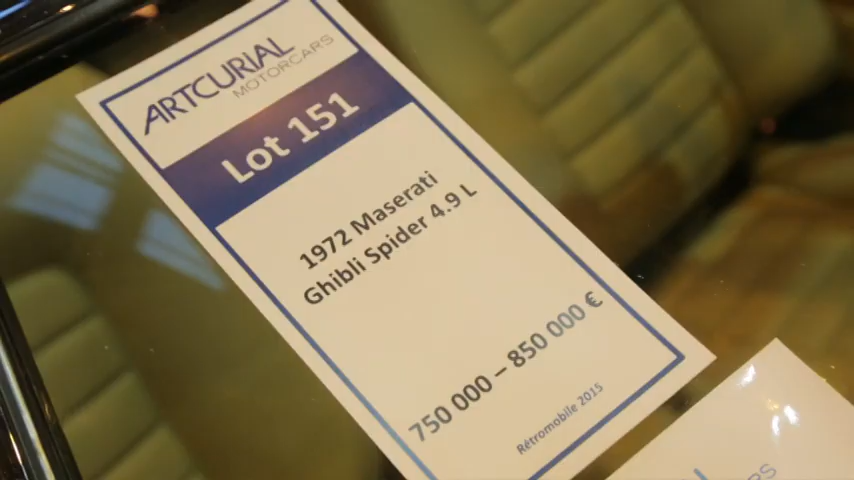 ARTCURIAL
MOTORCARS
Lot 151
1972 Maserati
Ghibli Spider 4.9 L
750 000 – 850 000 €
Rétromobile 2015